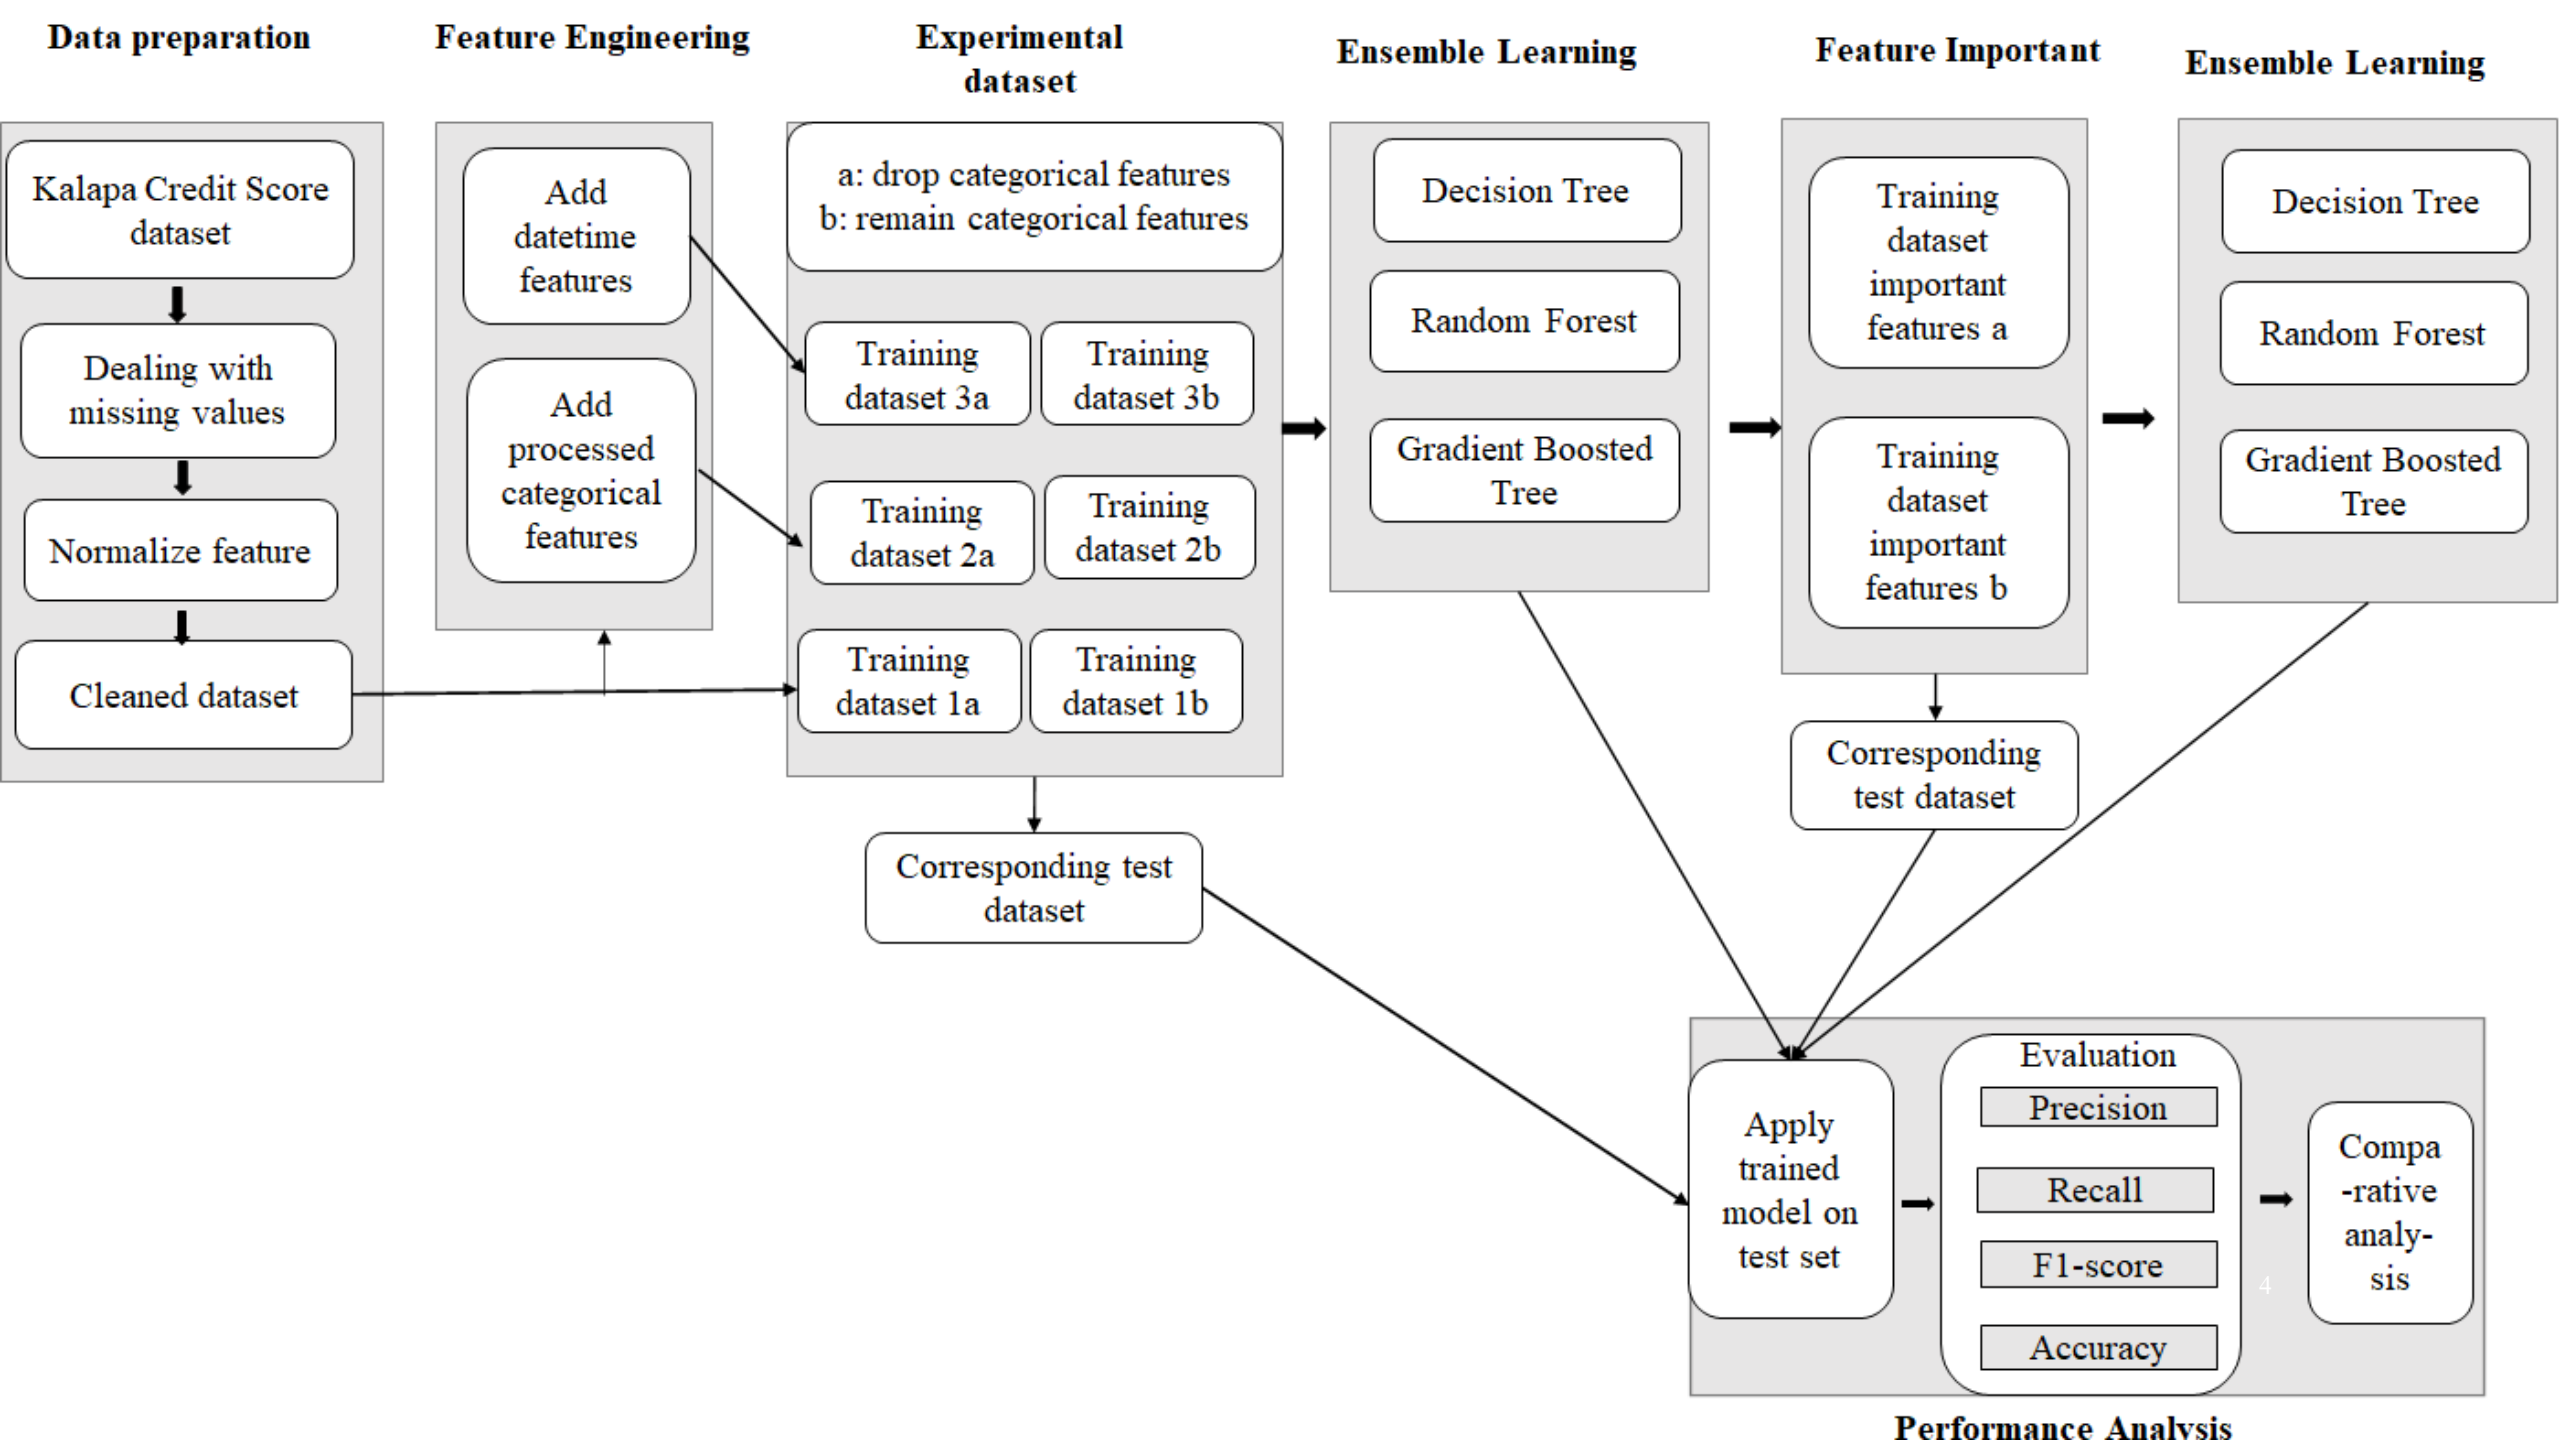 Data preparation
Kalapa Credit Score
dataset
Dealing with
missing values
Normalize feature
Cleaned dataset
Feature Engineering
Add
datetime
features
Add
processed
categorical
features
Experimental
dataset
a: drop categorical features
b: remain categorical features
Training
dataset 3a
Training
dataset 3b
Training
dataset 2a
Training
dataset 2b
Training
dataset 1a
Training
dataset 1b
Corresponding test
dataset
Ensemble Learning
Decision Tree
Random Forest
Gradient Boosted
Tree
Feature Important
Training
dataset
important
features a
Training
dataset
important
features b
Corresponding
test dataset
Ensemble Learning
Decision Tree
Random Forest
Gradient Boosted
Tree
Apply
trained
model on
test set
Evaluation
Precision
Recall
F1-score
Accuracy
4
Compa
-rative
analy-
sis
Performance Analysis